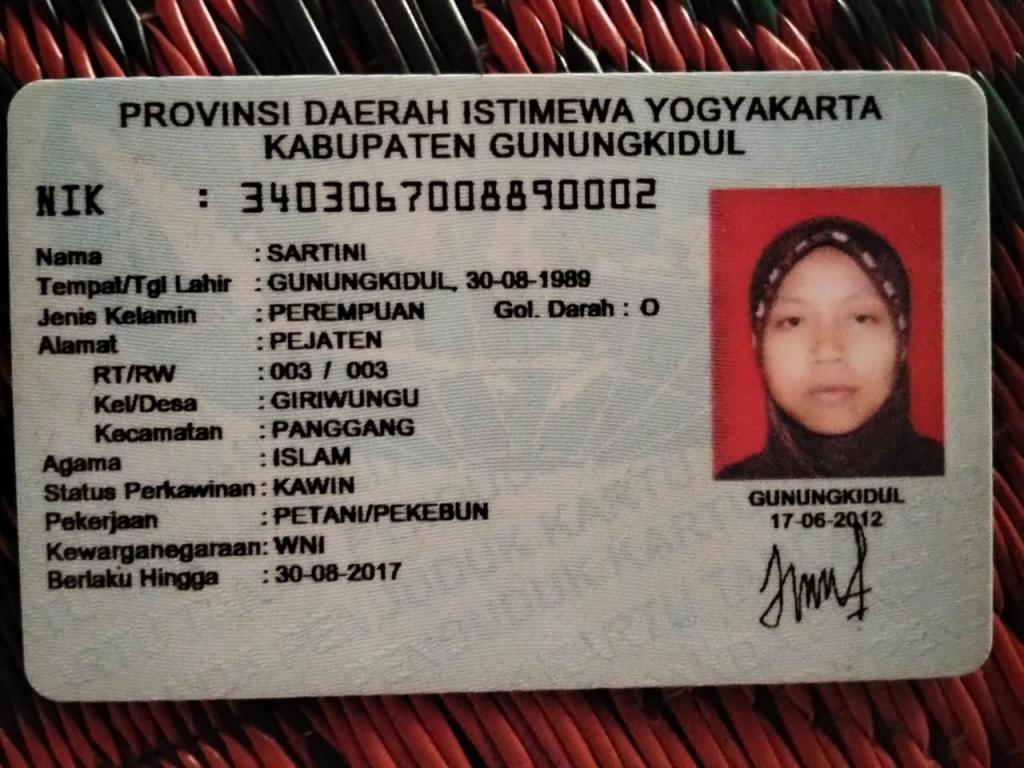 PROVINSI DAERAH ISTIMEWA YOGYAKARTA
KABUPATEN GUNUNGKIDUL
NIK : 3403067008890002
Nama : SARTINI
Tempat/Tgl Lahir : GUNUNGKIDUL, 30-08-1989
Jenis Kelamin : PEREMPUAN Gol. Darah : O
Alamat : PEJATEN
RT/RW : 003 / 003
Kel/Desa : GIRIWUNGU
Kecamatan : PANGGANG
Agama : ISLAM
Status Perkawinan : KAWIN
Pekerjaan : PETANI/PEKEBUN
Kewarganegaraan: WNI
Berlaku Hingga : 30-08-2017
GUNUNGKIDUL
17-06-2012